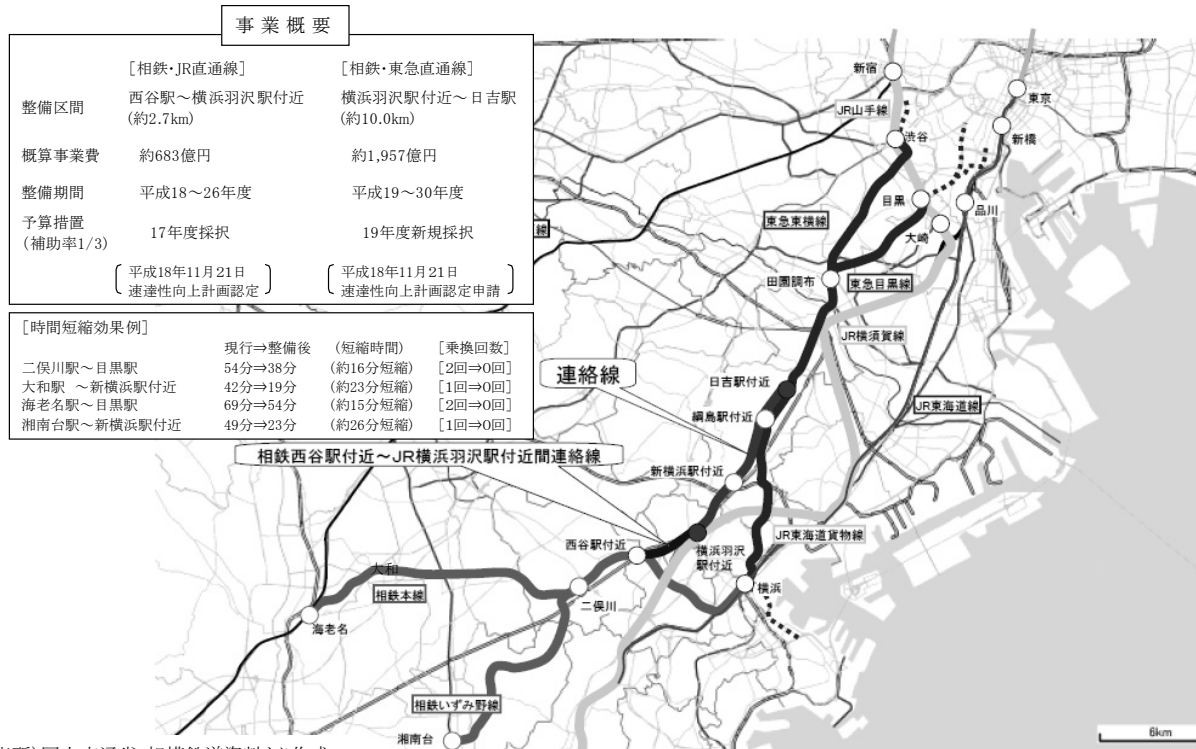 事業概要
[相鉄・JR直通線] [相鉄・東急直通線]
整備区間 西谷駅～横浜羽沢駅付近 横浜羽沢駅付近～日吉駅
(約2.7km) (約10.0km)
概算事業費 約683億円 約1,957億円
整備期間 平成18～26年度 平成19～30年度
予算措置
(補助率1/3) 17年度採択 19年度新規採択
平成18年11月21日 平成18年11月21日
速達性向上計画認定 速達性向上計画認定申請
[時間短縮効果例]
現行⇒整備後 (短縮時間) [乗換回数]
二俣川駅～目黒駅 54分⇒38分 (約16分短縮) [2回⇒0回]
大和駅 ～新横浜駅付近 42分⇒19分 (約23分短縮) [1回⇒0回]
海老名駅～目黒駅 69分⇒54分 (約15分短縮) [2回⇒0回]
湘南台駅～新横浜駅付近 49分⇒23分 (約26分短縮) [1回⇒0回]
新宿
東京
JR山手線
渋谷
新橋
目黒
品川
東急東横線
大崎
線
田園調布
東急目黒線
JR横須賀線
連絡線
日吉駅付近
JR東海道線
綱島駅付近
相鉄西谷駅付近～JR横浜羽沢駅付近間連絡線
新横浜駅付近
JR東海道貨物線
西谷駅付近
横浜羽沢
駅付近
大和
相鉄本線
二俣川
横浜
海老名
相鉄いずみ野線
湘南台
6km